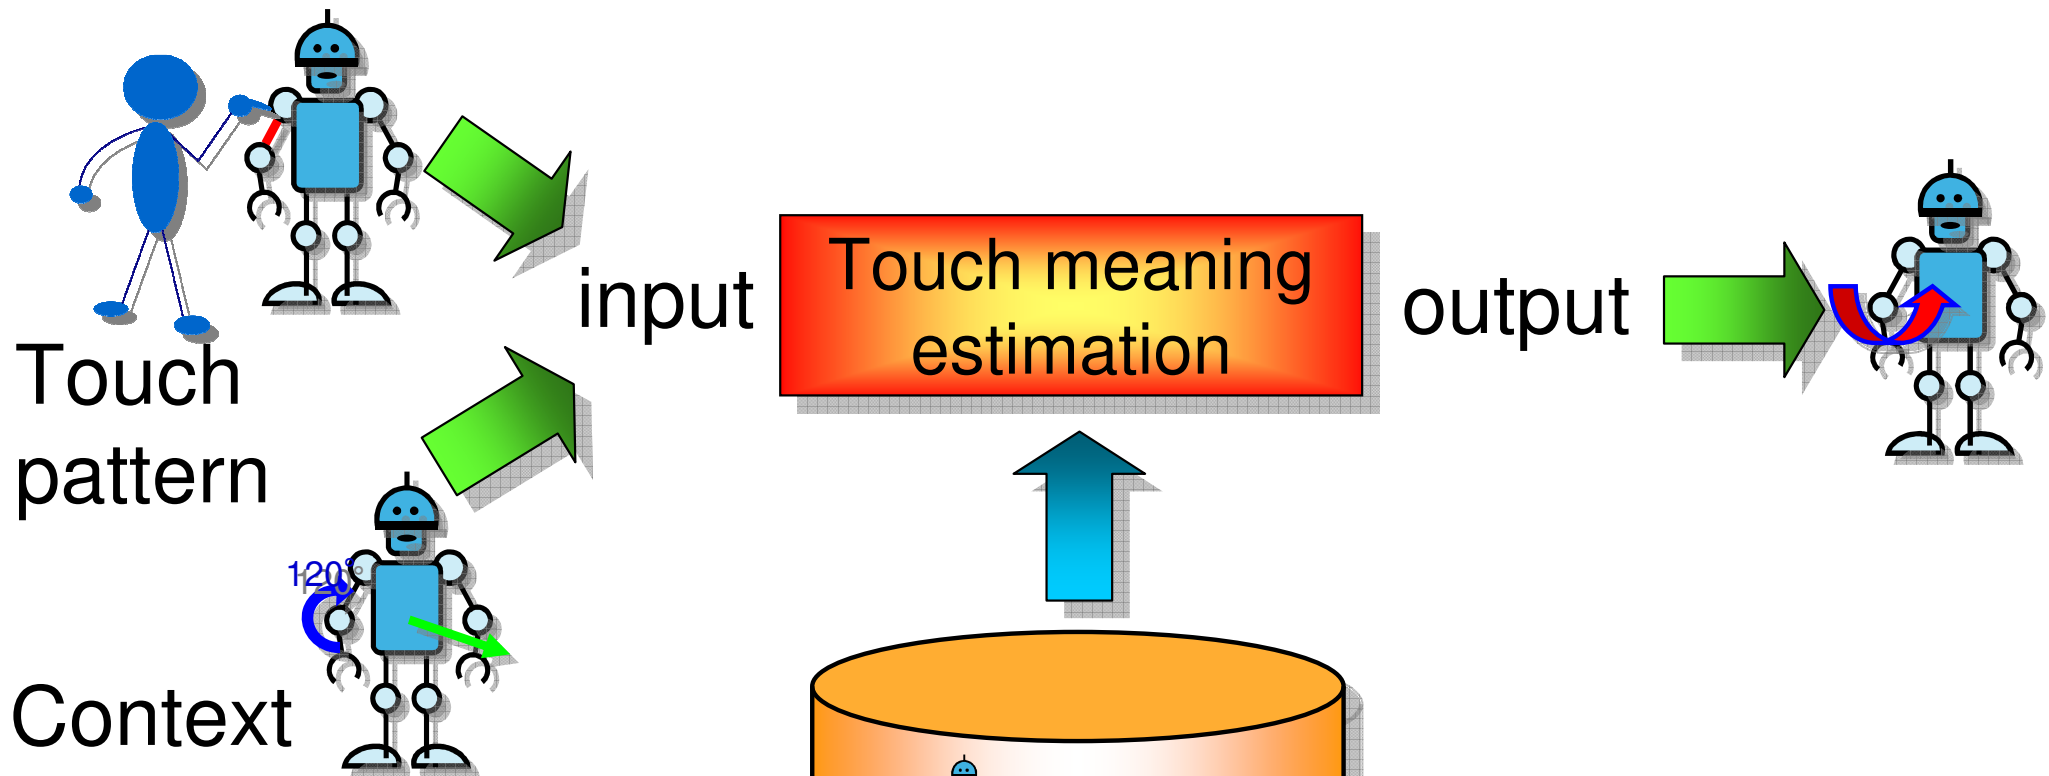 Touch
pattern
input
Touch meaning
estimation
output
120°
Context